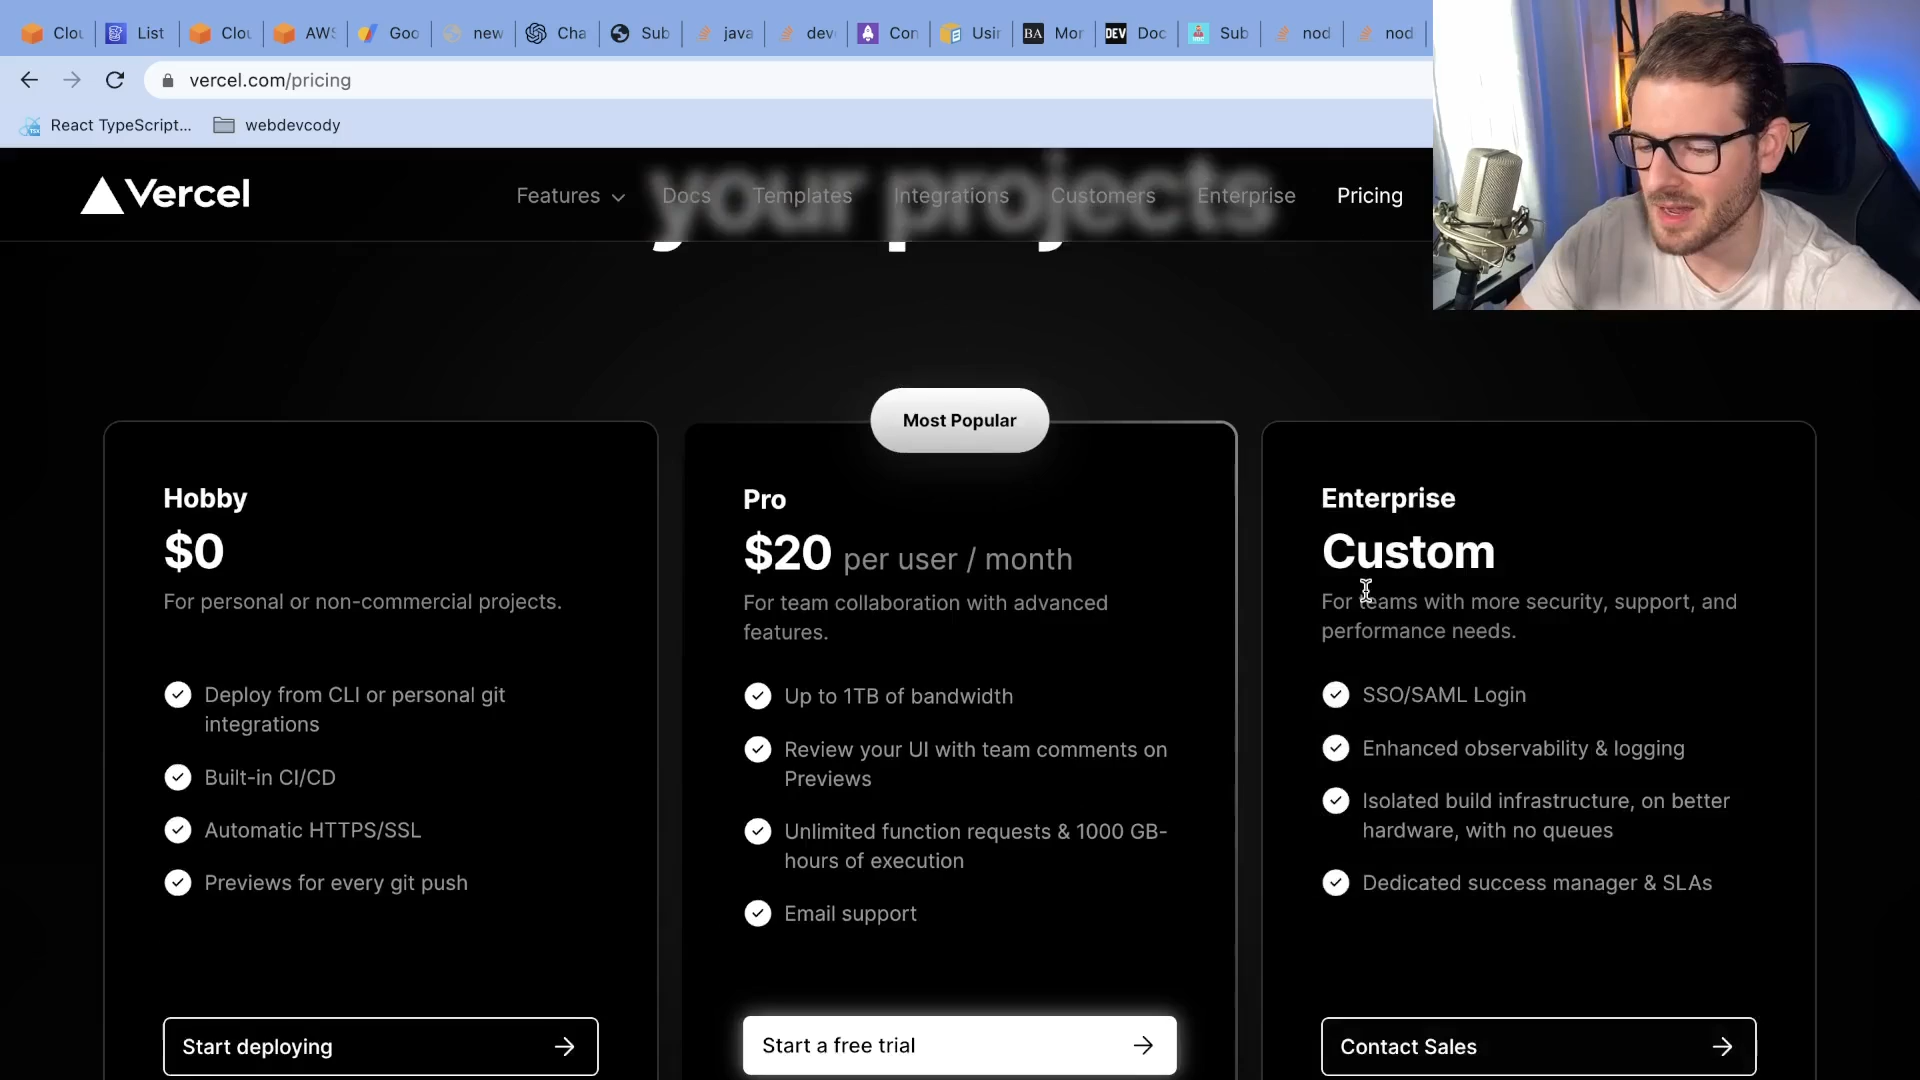 Clou
List
Clou
AWS
Goo
new
Cha
Sub
java
dev
Con
Usin
BA
Mor
DEV
Doc
Sub
nod
nod
vercel.com/pricing
React TypeScript...
webdevcody
Vercel
Features
Docs
Templates
Integrations
Customers
Enterprise
Pricing
your projects
Most Popular
Hobby
$0
For personal or non-commercial projects.
Deploy from CLI or personal git
integrations
Built-in CI/CD
Automatic HTTPS/SSL
Previews for every git push
Start deploying
Pro
$20 per user / month
For team collaboration with advanced
features.
Up to 1TB of bandwidth
Review your UI with team comments on
Previews
Unlimited function requests & 1000 GB-
hours of execution
Email support
Start a free trial
Enterprise
Custom
For teams with more security, support, and
performance needs.
SSO/SAML Login
Enhanced observability & logging
Isolated build infrastructure, on better
hardware, with no queues
Dedicated success manager & SLAs
Contact Sales